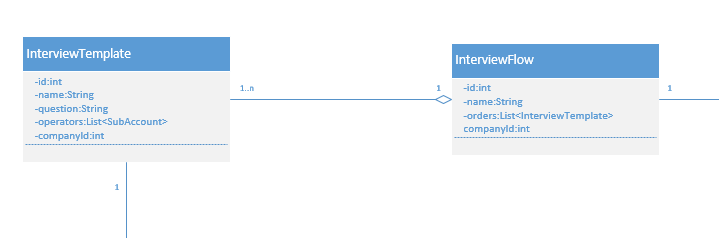 InterviewTemplate
-id:int
-name:String
-question:String
-operators:List<SubAccount>
-companyId:int
1
1..n
1
InterviewFlow
-id:int
-name:String
-orders:List<InterviewTemplate>
companyId:int
1